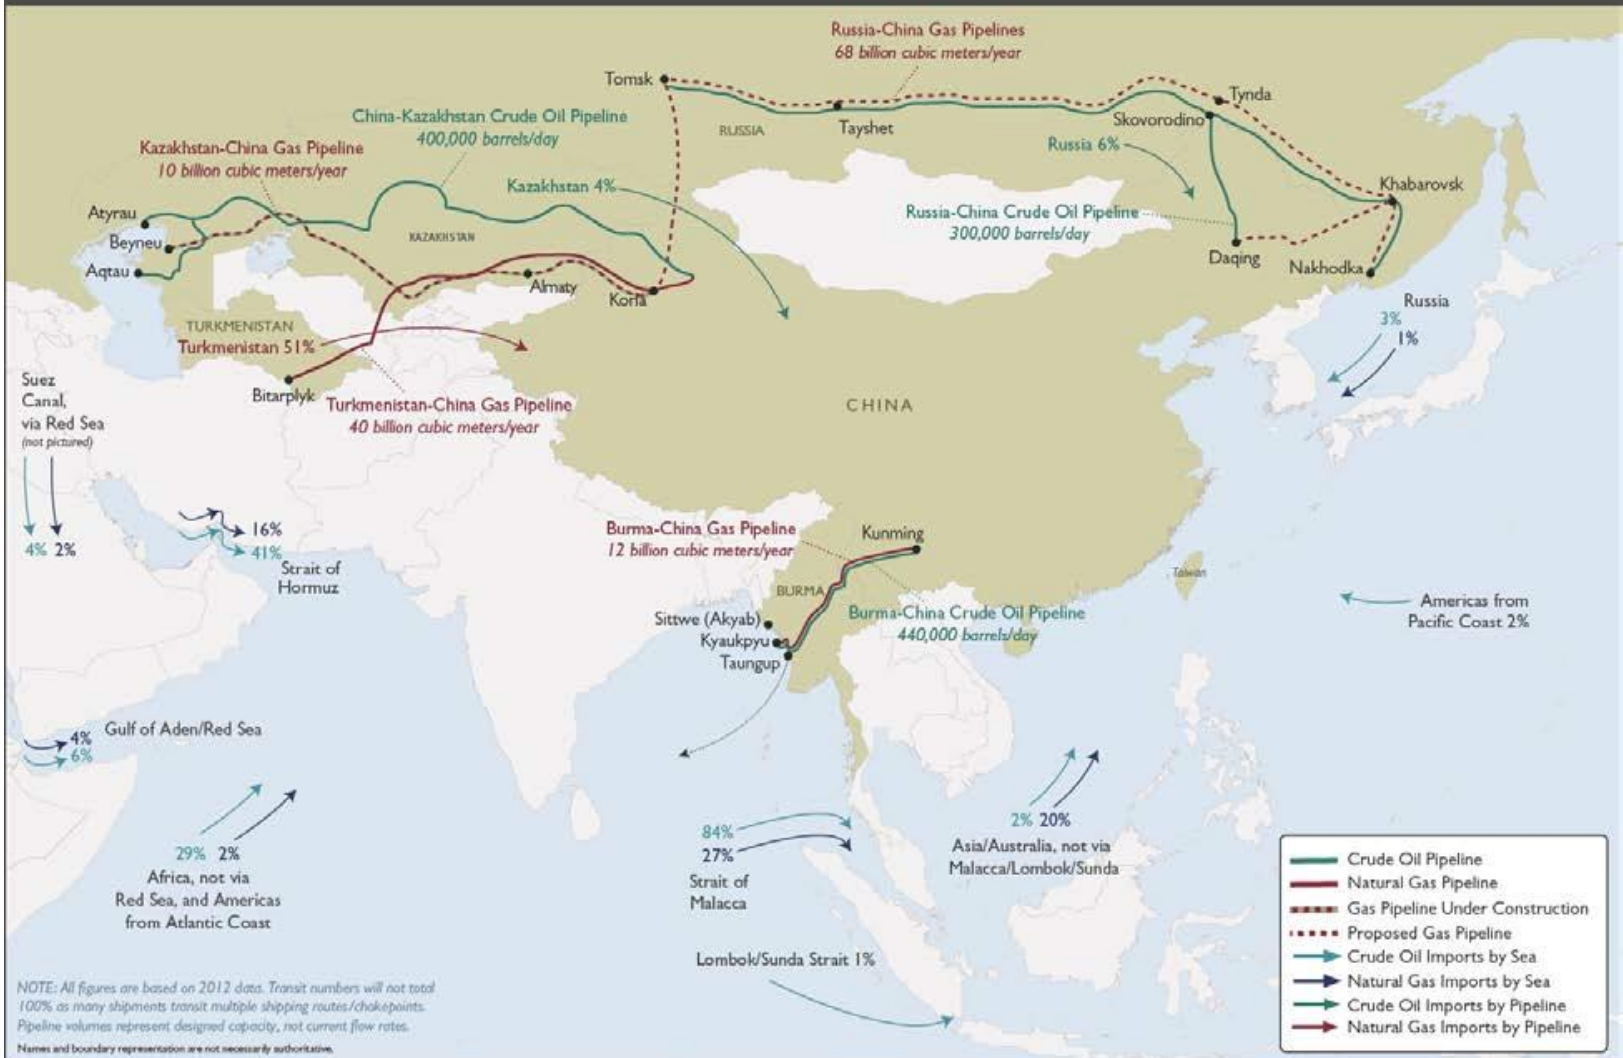 Russia-China Gas Pipelines
68 billion cubic meters/year
Tomsk
Tynda
Skovorodino
Tayshet
RUSSIA
China-Kazakhstan Crude Oil Pipeline
400,000 barrels/day
Kazakhstan-China Gas Pipeline
10 billion cubic meters/year
Russia 6%
Kazakhstan 4%
Khabarovsk
Russia-China Crude Oil Pipeline
300,000 barrels/day
Atyrau
Beyneu
Aqtau
KAZAKHSTAN
Almaty
Korla
Daqing
Nakhodka
Russia
3%
1%
TURKMENISTAN
Turkmenistan 51%
Bitarplyk
Turkmenistan-China Gas Pipeline
40 billion cubic meters/year
CHINA
Suez
Canal,
via Red Sea
(not pictured)
4% 2%
16%
41%
Strait of
Hormuz
Burma-China Gas Pipeline
12 billion cubic meters/year
Kunming
BURMA
Taiwan
Sittwe (Akyab)
Kyaukpyu
Taungup
Burma-China Crude Oil Pipeline
440,000 barrels/day
Americas from
Pacific Coast 2%
Gulf of Aden/Red Sea
4%
6%
29% 2%
Africa, not via
Red Sea, and Americas
from Atlantic Coast
84%
27%
Strait of
Malacca
2% 20%
Asia/Australia, not via
Malacca/Lombok/Sunda
Lombok/Sunda Strait 1%
Crude Oil Pipeline
Natural Gas Pipeline
Gas Pipeline Under Construction
Proposed Gas Pipeline
Crude Oil Imports by Sea
Natural Gas Imports by Sea
Crude Oil Imports by Pipeline
Natural Gas Imports by Pipeline
NOTE: All figures are based on 2012 data. Transit numbers will not total
100% as many shipments transit multiple shipping routes/chokepoints.
Pipeline volumes represent designed capacity, not current flow rates.
Names and boundary representation are not necessarily authoritative.